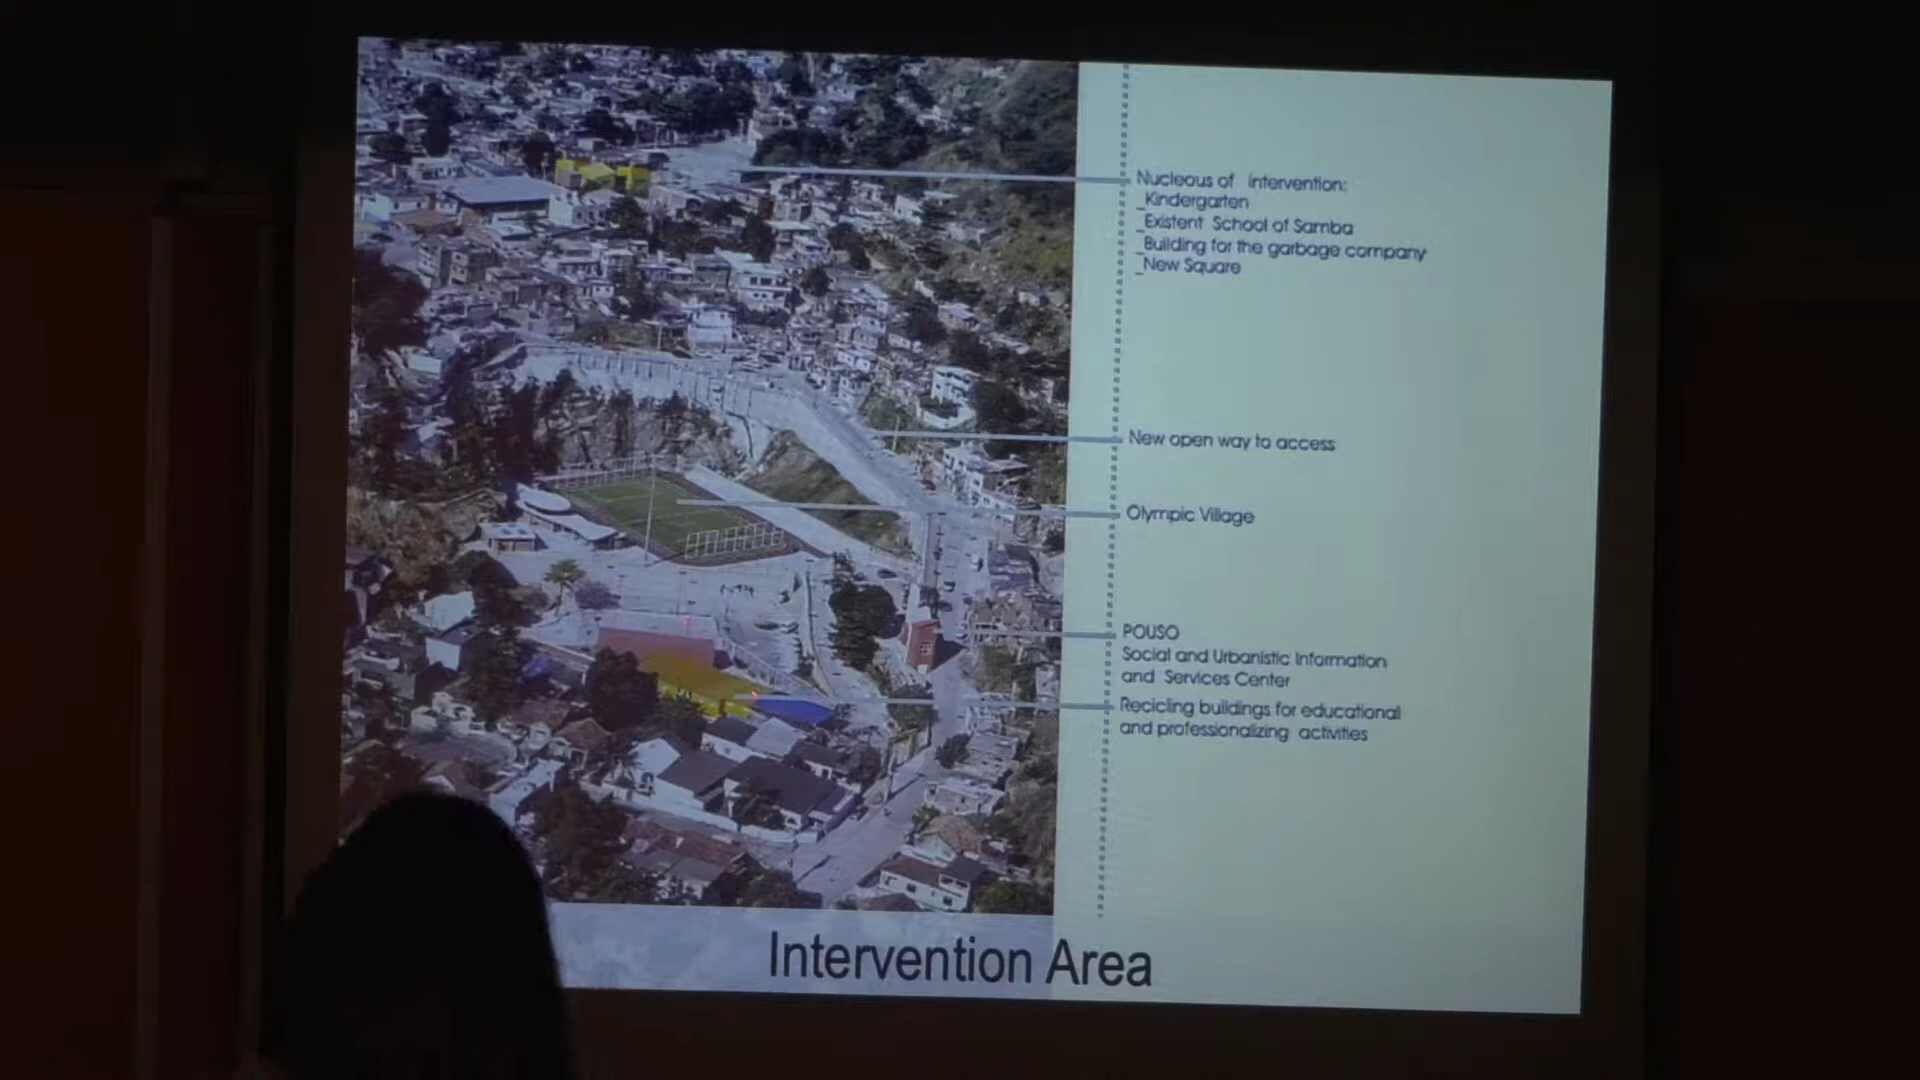 Nucleous of intervention:
_Kindergarten
_Existent School of Samba
_Building for the garbage company
_New Square
New open way to access
Olympic Village
POUSO
Social and Urbanistic Information
and Services Center
Recicling buildings for educational
and professionalizing activities
Intervention Area